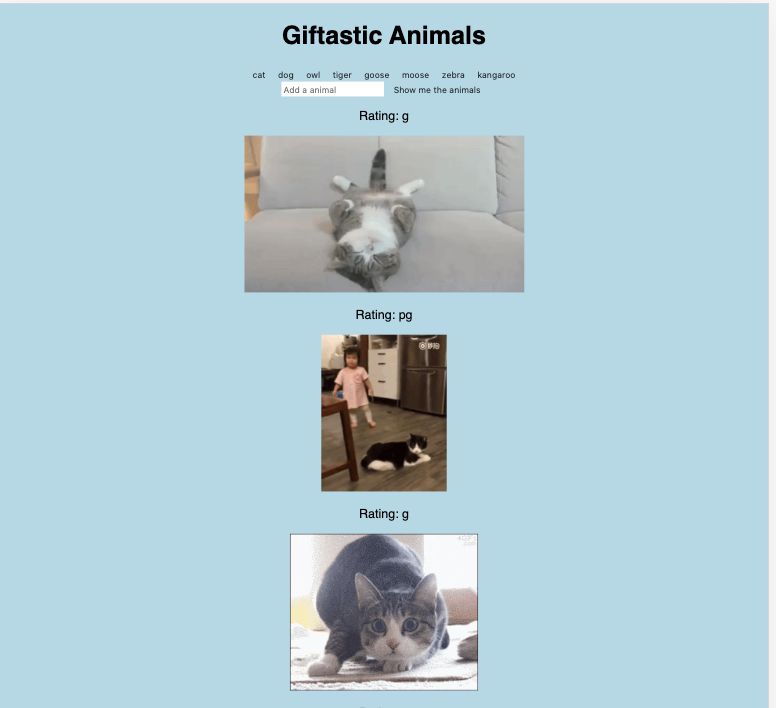 Giftastic Animals
cat dog owl tiger goose moose zebra kangaroo
Add a animal Show me the animals
Rating: g
Rating: pg
Rating: g